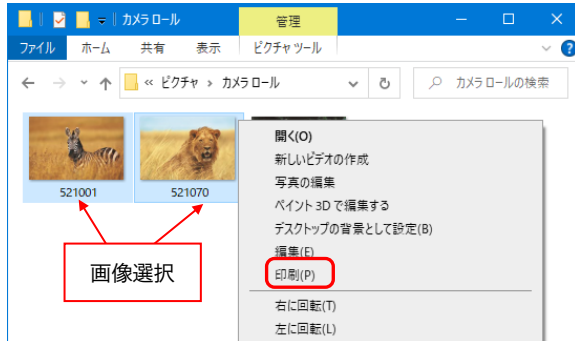 カメラロール
管理
ファイル ホーム 共有 表示 ピクチャ ツール
« ピクチャ › カメラロール
カメラロールの検索
521001
521070
開く(O)
新しいビデオの作成
写真の編集
ペイント 3D で編集する
デスクトップの背景として設定(B)
編集(E)
印刷(P)
右に回転(T)
左に回転(L)
画像選択